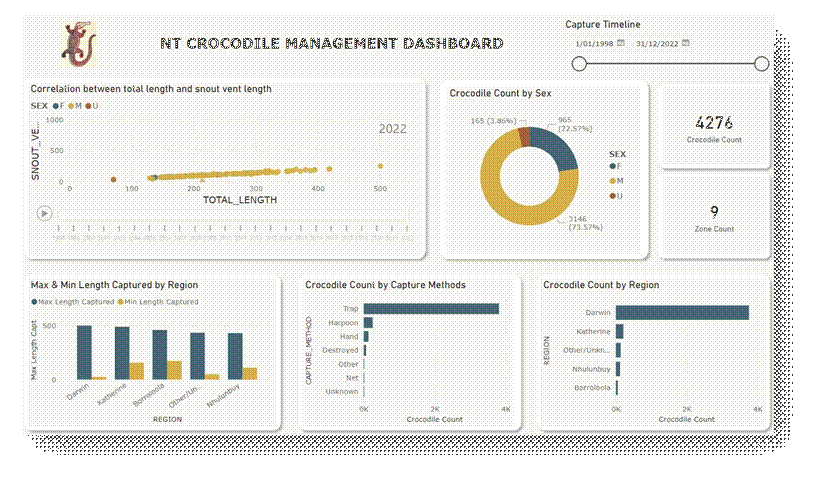 NT CROCODILE MANAGEMENT DASHBOARD
Capture Timeline
1/01/1998 31/12/2022
Correlation between total length and snout vent length
SEX F M U
SNOUT_VE...
1000
500
0
2022
0 100 200 300 400 500
TOTAL_LENGTH
Crocodile Count by Sex
165 (3.86%)
965
(22.57%)
3146
(73.57%)
SEX
F
M
U
4276
Crocodile Count
9
Zone Count
Max & Min Length Captured by Region
Max Length Captured Min Length Captured
Max Length Capt
500
0
Darwin Katherine Borroloola Other/Un... Nhulunbuy
REGION
Crocodile Count by Capture Methods
CAPTURE_METHOD
Trap
Harpoon
Hand
Destroyed
Other
Net
Unknown
0K 2K 4K
Crocodile Count
Crocodile Count by Region
REGION
Darwin
Katherine
Other/Unkn...
Nhulunbuy
Borroloola
0K 2K 4K
Crocodile Count